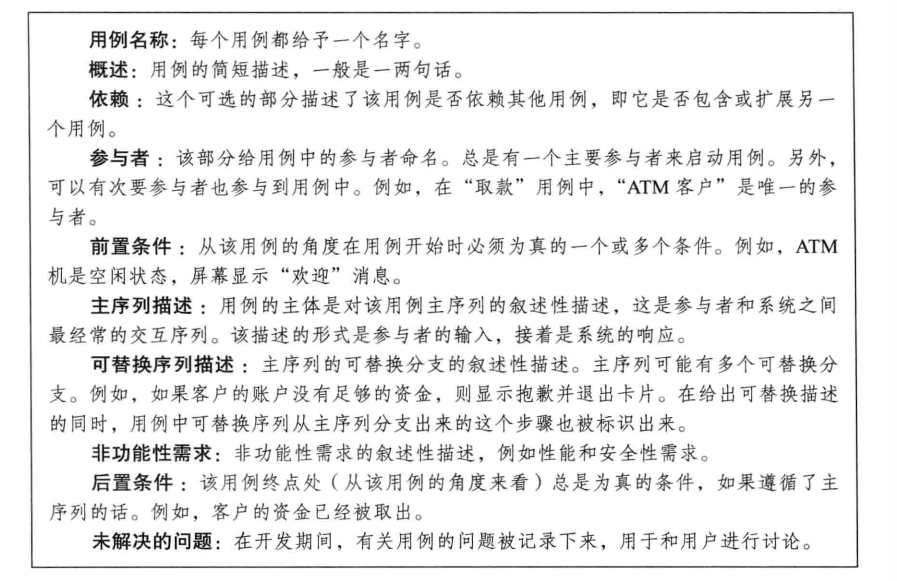 用例名称：每个用例都给予一个名字。
概述：用例的简短描述，一般是一两句话。
依赖：这个可选的部分描述了该用例是否依赖其他用例，即它是否包含或扩展另一
个用例。
参与者：该部分给用例中的参与者命名。总是有一个主要参与者来启动用例。另外，
可以有次要参与者也参与到用例中。例如，在“取款”用例中，“ATM 客户”是唯一的参
与者。
前置条件：从该用例的角度在用例开始时必须为真的一个或多个条件。例如，ATM
机是空闲状态，屏幕显示“欢迎”消息。
主序列描述：用例的主体是对该用例主序列的叙述性描述，这是参与者和系统之间
最经常的交互序列。该描述的形式是参与者的输入，接着是系统的响应。
可替换序列描述：主序列的可替换分支的叙述性描述。主序列可能有多个可替换分
支。例如，如果客户的账户没有足够的资金，则显示抱歉并退出卡片。在给出可替换描述
的同时，用例中可替换序列从主序列分支出来的这个步骤也被标识出来。
非功能性需求：非功能性需求的叙述性描述，例如性能和安全性需求。
后置条件：该用例终点处（从该用例的角度来看）总是为真的条件，如果遵循了主
序列的话。例如，客户的资金已经被取出。
未解决的问题：在开发期间，有关用例的问题被记录下来，用于和用户进行讨论。